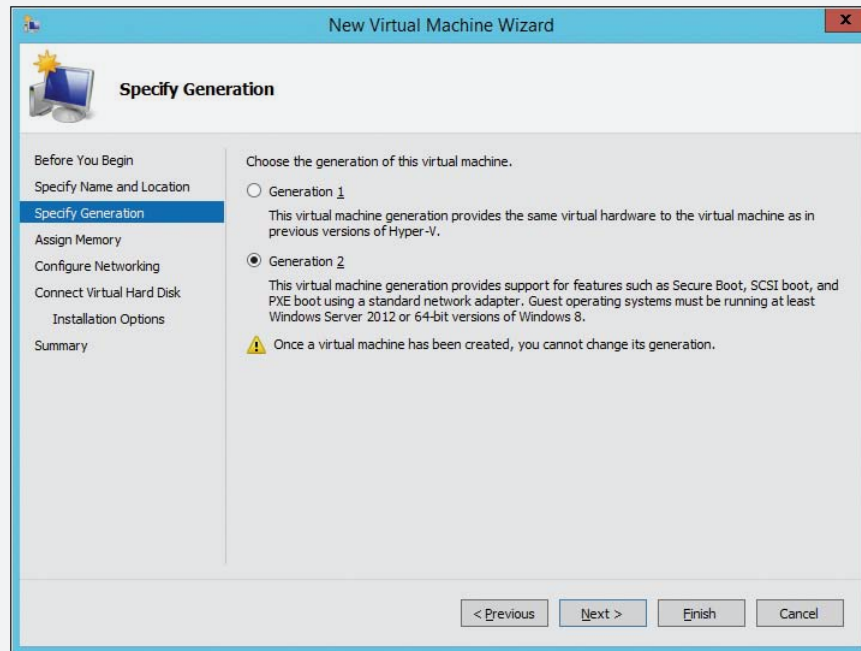 New Virtual Machine Wizard
x
Specify Generation
Before You Begin
Specify Name and Location
Specify Generation
Assign Memory
Configure Networking
Connect Virtual Hard Disk
Installation Options
Summary
Choose the generation of this virtual machine.
Generation 1
This virtual machine generation provides the same virtual hardware to the virtual machine as in
previous versions of Hyper-V.
Generation 2
This virtual machine generation provides support for features such as Secure Boot, SCSI boot, and
PXE boot using a standard network adapter. Guest operating systems must be running at least
Windows Server 2012 or 64-bit versions of Windows 8.
Once a virtual machine has been created, you cannot change its generation.
< Previous
Next >
Finish
Cancel